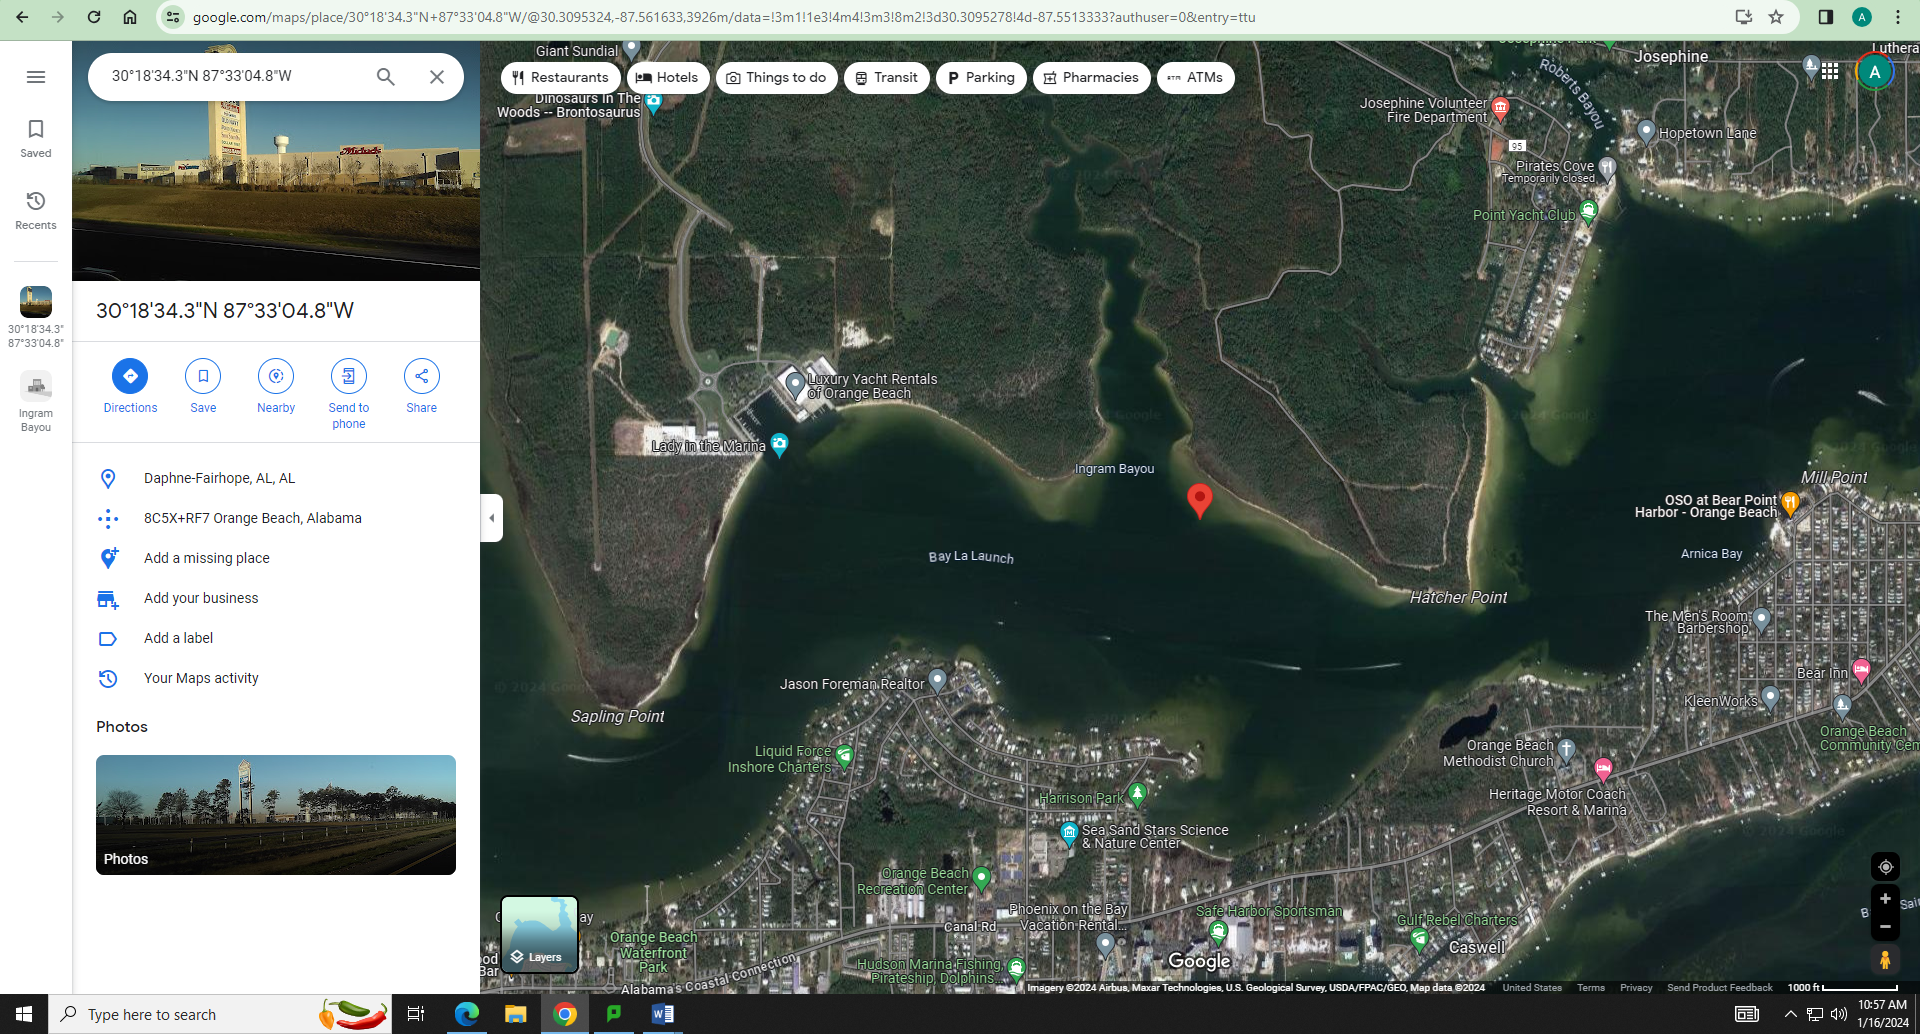 google.com/maps/place/30°18'34.3"N+87°33'04.8"W/@30.3095324,-87.561633,3926m/data=!3m1!1e3!4m4!3m3!8m2!3d30.3095278!4d-87.5513333?authuser=0&entry=ttu
A
30°18'34.3"N 87°33'04.8"W
Saved
Recents
30°18'34.3"
87°33'04.8"
Ingram
Bayou
30°18'34.3"N 87°33'04.8"W
Directions
Save
Nearby
Send to
phone
Share
Daphne-Fairhope, AL, AL
8C5X+RF7 Orange Beach, Alabama
Add a missing place
Add your business
Add a label
Your Maps activity
Photos
Photos
Restaurants
Hotels
Things to do
Transit
Parking
Pharmacies
ATMs
A
Giant Sundial
Dinosaurs In The
Woods -- Brontosaurus
Josephine
Roberts Bayou
Josephine Volunteer
Fire Department
95
Hopetown Lane
Pirates Cove
Temporarily closed
Point Yacht Club
Luxury Yacht Rentals
of Orange Beach
Lady in the Marina
Ingram Bayou
Mill Point
OSO at Bear Point
Harbor - Orange Beach
Bay La Launch
Arnica Bay
Hatcher Point
The Men's Room
Barbershop
Bear Inn
KleenWorks
Jason Foreman Realtor
Sapling Point
Orange Beach
Community Cen
Liquid Force
Inshore Charters
Orange Beach
Methodist Church
Heritage Motor Coach
Resort & Marina
Harrison Park
Sea Sand Stars Science
& Nature Center
Orange Beach
Recreation Center
Phoenix on the Bay
Vacation Rental...
Safe Harbor Sportsman
Gulf Rebel Charters
Caswell
Canal Rd
Orange Beach
Waterfront
Park
Hudson Marina Fishing,
Pirateship, Dolphins...
Alabama's Coastal Connection
Layers
Google
Imagery ©2024 Airbus, Maxar Technologies, U.S. Geological Survey, USDA/FPAC/GEO, Map data ©2024
United States
Terms
Privacy
Send Product Feedback
1000 ft
Type here to search
10:57 AM
1/16/2024